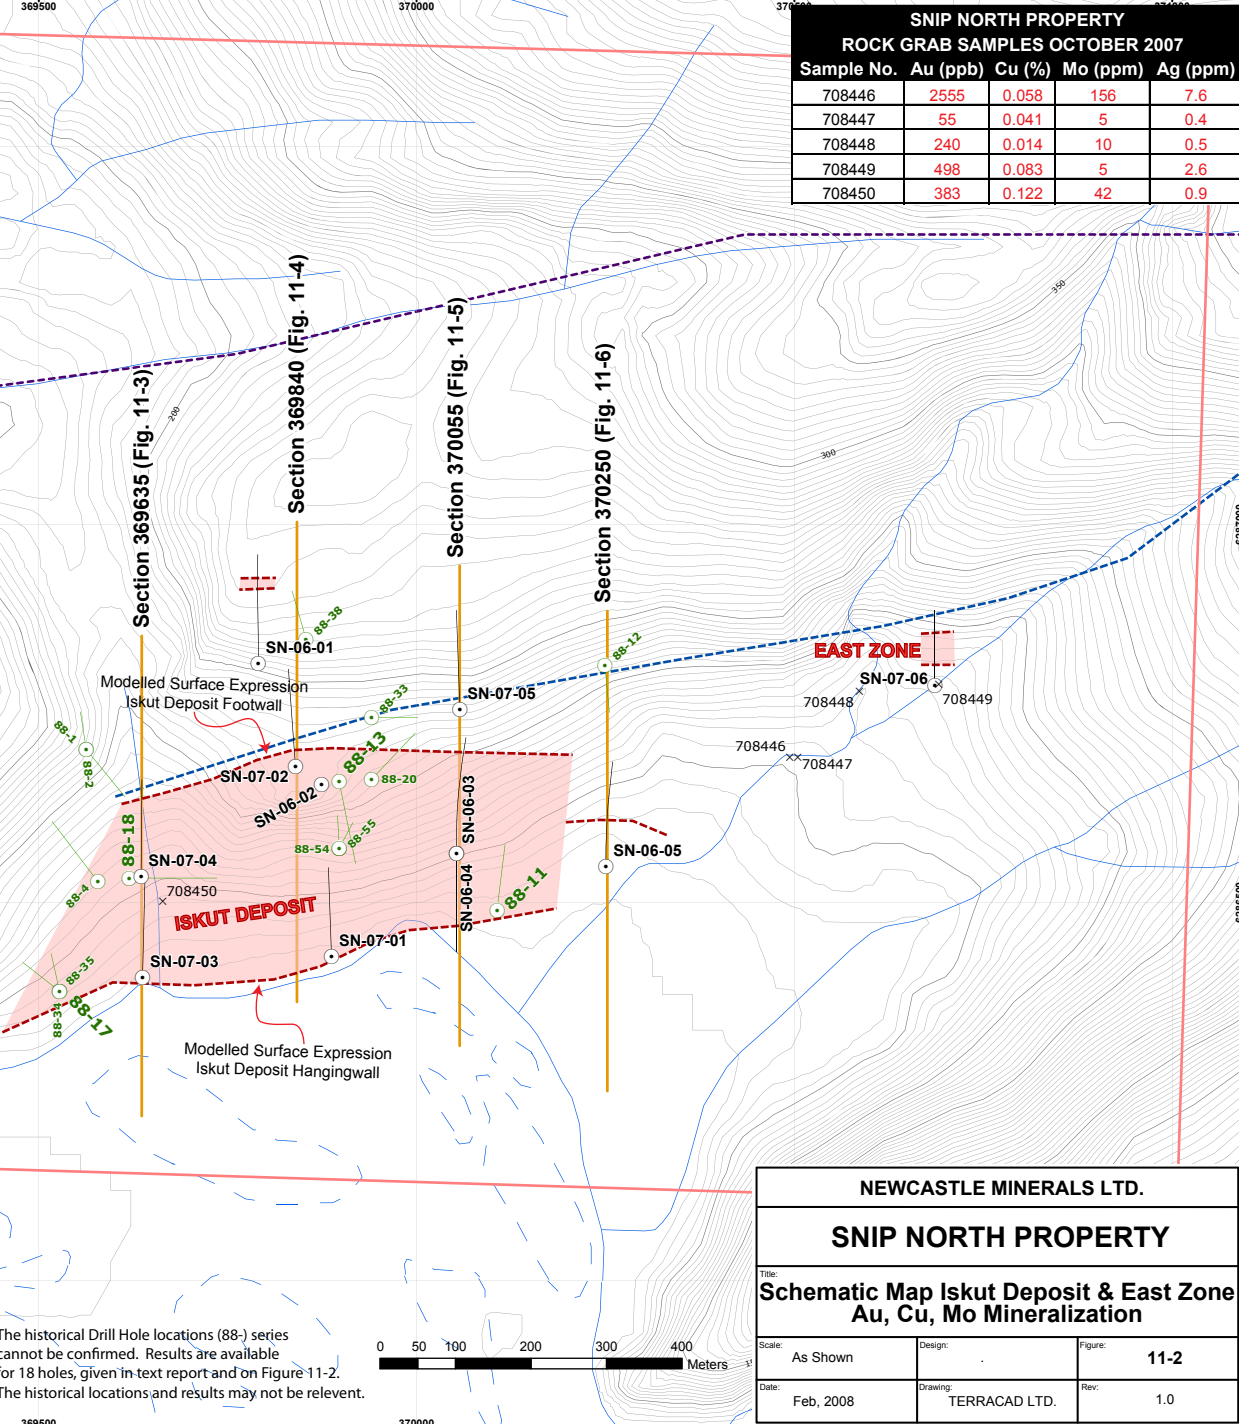 369500
370000
SNIP NORTH PROPERTY
ROCK GRAB SAMPLES OCTOBER 2007
Sample No. Au (ppb) Cu (%) Mo (ppm) Ag (ppm)
708446 2555 0.058 156 7.6
708447 55 0.041 5 0.4
708448 240 0.014 10 0.5
708449 498 0.083 5 2.6
708450 383 0.122 42 0.9
350
200
300
Section 369635 (Fig. 11-3)
Section 369840 (Fig. 11-4)
Section 370055 (Fig. 11-5)
Section 370250 (Fig. 11-6)
88-38
SN-06-01
88-12
EAST ZONE
SN-07-06
708448
708449
Modelled Surface Expression
Iskut Deposit Footwall
SN-07-05
88-33
88-1
88-2
88-13
708446
708447
SN-07-02
88-20
SN-06-02
SN-06-03
88-18
88-54
88-55
SN-06-05
SN-07-04
88-4
708450
SN-06-04
88-11
ISKUT DEPOSIT
SN-07-01
SN-07-03
88-35
88-34
88-17
Modelled Surface Expression
Iskut Deposit Hangingwall
NEWCASTLE MINERALS LTD.
SNIP NORTH PROPERTY
Title:
Schematic Map Iskut Deposit & East Zone
Au, Cu, Mo Mineralization
Scale: As Shown
Design: .
Figure: 11-2
Date: Feb, 2008
Drawing: TERRACAD LTD.
Rev: 1.0
The historical Drill Hole locations (88-) series
cannot be confirmed. Results are available
for 18 holes, given in text report and on Figure 11-2.
The historical locations and results may not be relevent.
0 50 100 200 300 400
Meters
369500
370000